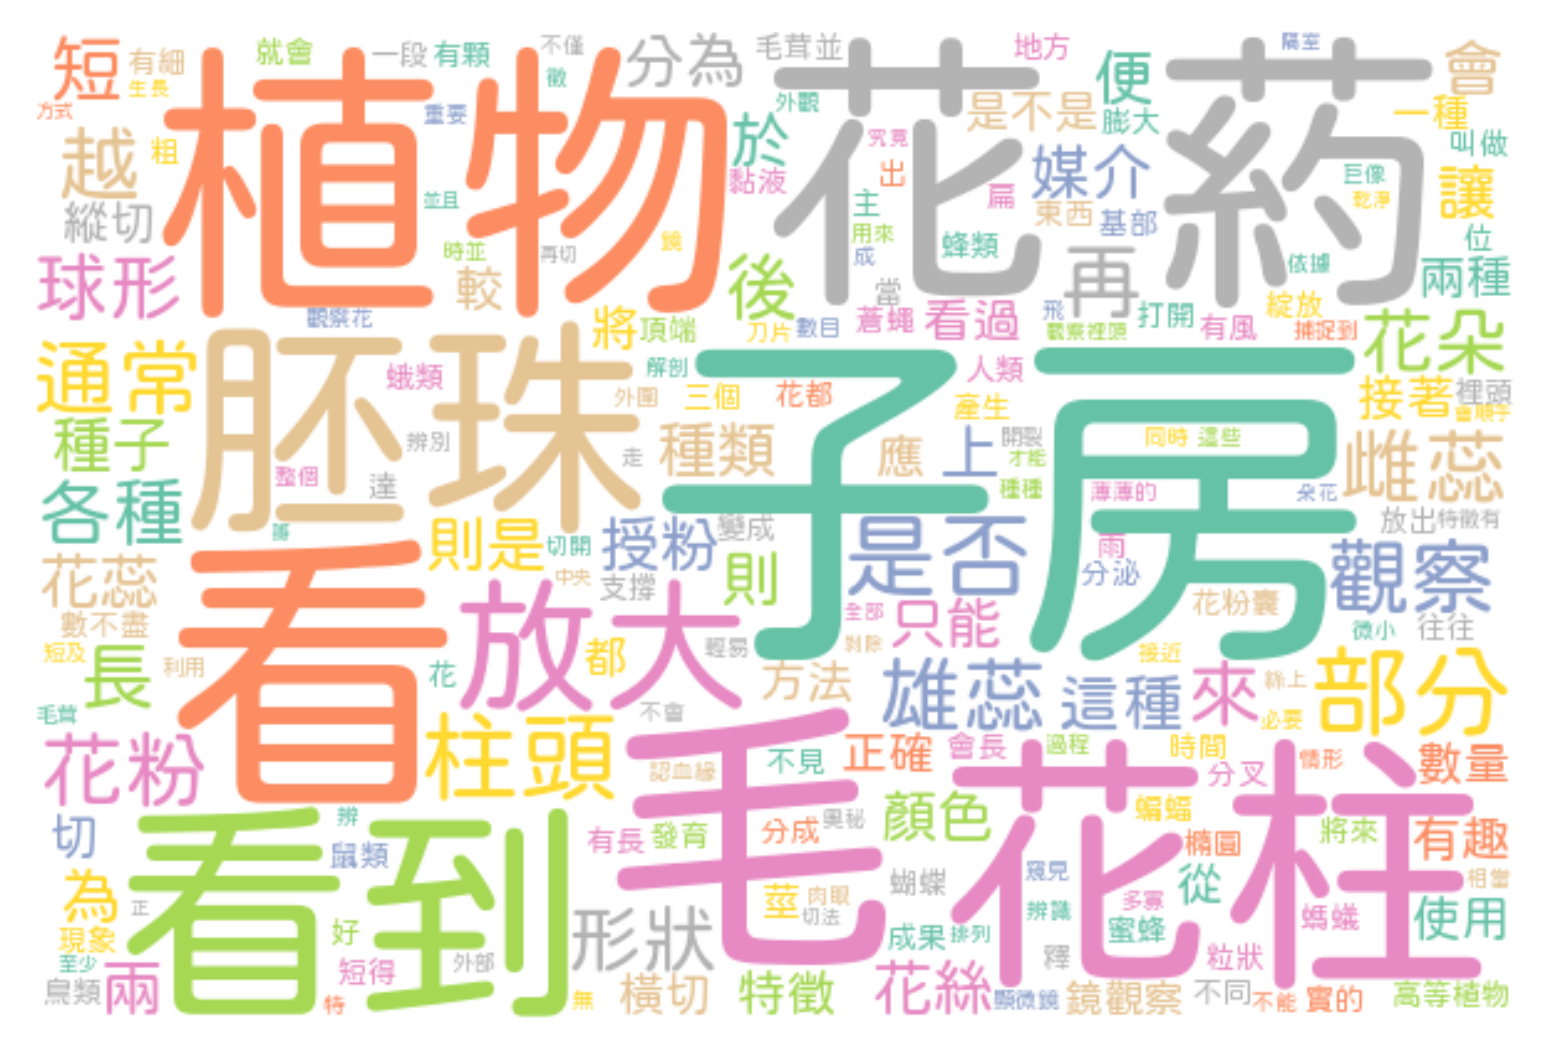 短
有細
生長
方式
就會
一段
有顆
不僅
徽
分為
毛茸並
地方
隔室
會
植物
花葯
重要
外觀
是不是
便
膨大
一種
叫做
越
粗
於
究竟
媒介
黏液
出
扁
巨像
乾淨
讓
縱切
並且
主
東西
基部
時並
鏡
用來
蜂類
再切
成
再
依據
位
兩種
球形
較
後
當
觀察花
將
頂端
刀片
數目
蒼蠅
看過
飛
觀察裡頭
打開
有風
綻放
捕捉到
花朵
通常
胚珠
子房
蛾類
解剖
人類
外圍
三個
花都
產生
接著
裡頭
種子
辨別
走
種類
應
上
開裂
才能
同時
這些
雌蕊
整個
達
種種
薄薄的
朵花
各種
放出
特徵有
則是
切開
授粉
變成
是否
雨
觀察
花蕊
看
中央
支撐
則
分泌
花粉囊
數不盡
放大
全部
只能
微小
往往
短及
長
利用
花
都
輕易
剝除
接近
部分
毛茸
方法
雄蕊
這種
來
絲上
必要
不會
花粉
柱頭
毛
花柱
認血緣
不見
正確
會長
過程
時間
分叉
情形
數量
切
辨
看到
鼠類
有長
發育
分成
奧秘
顏色
蝙蝠
橢圓
將來
有趣
為
正
莖
肉眼
切法
蝴蝶
窺見
從
相當
現象
好
形狀
成果
排列
辨識
多寡
蜜蜂
螞蟻
使用
至少
鳥類
兩
短得
外部
釋
粒狀
特
無
橫切
特徵
花絲
顯微鏡
鏡觀察
不同
不能
實的
高等植物